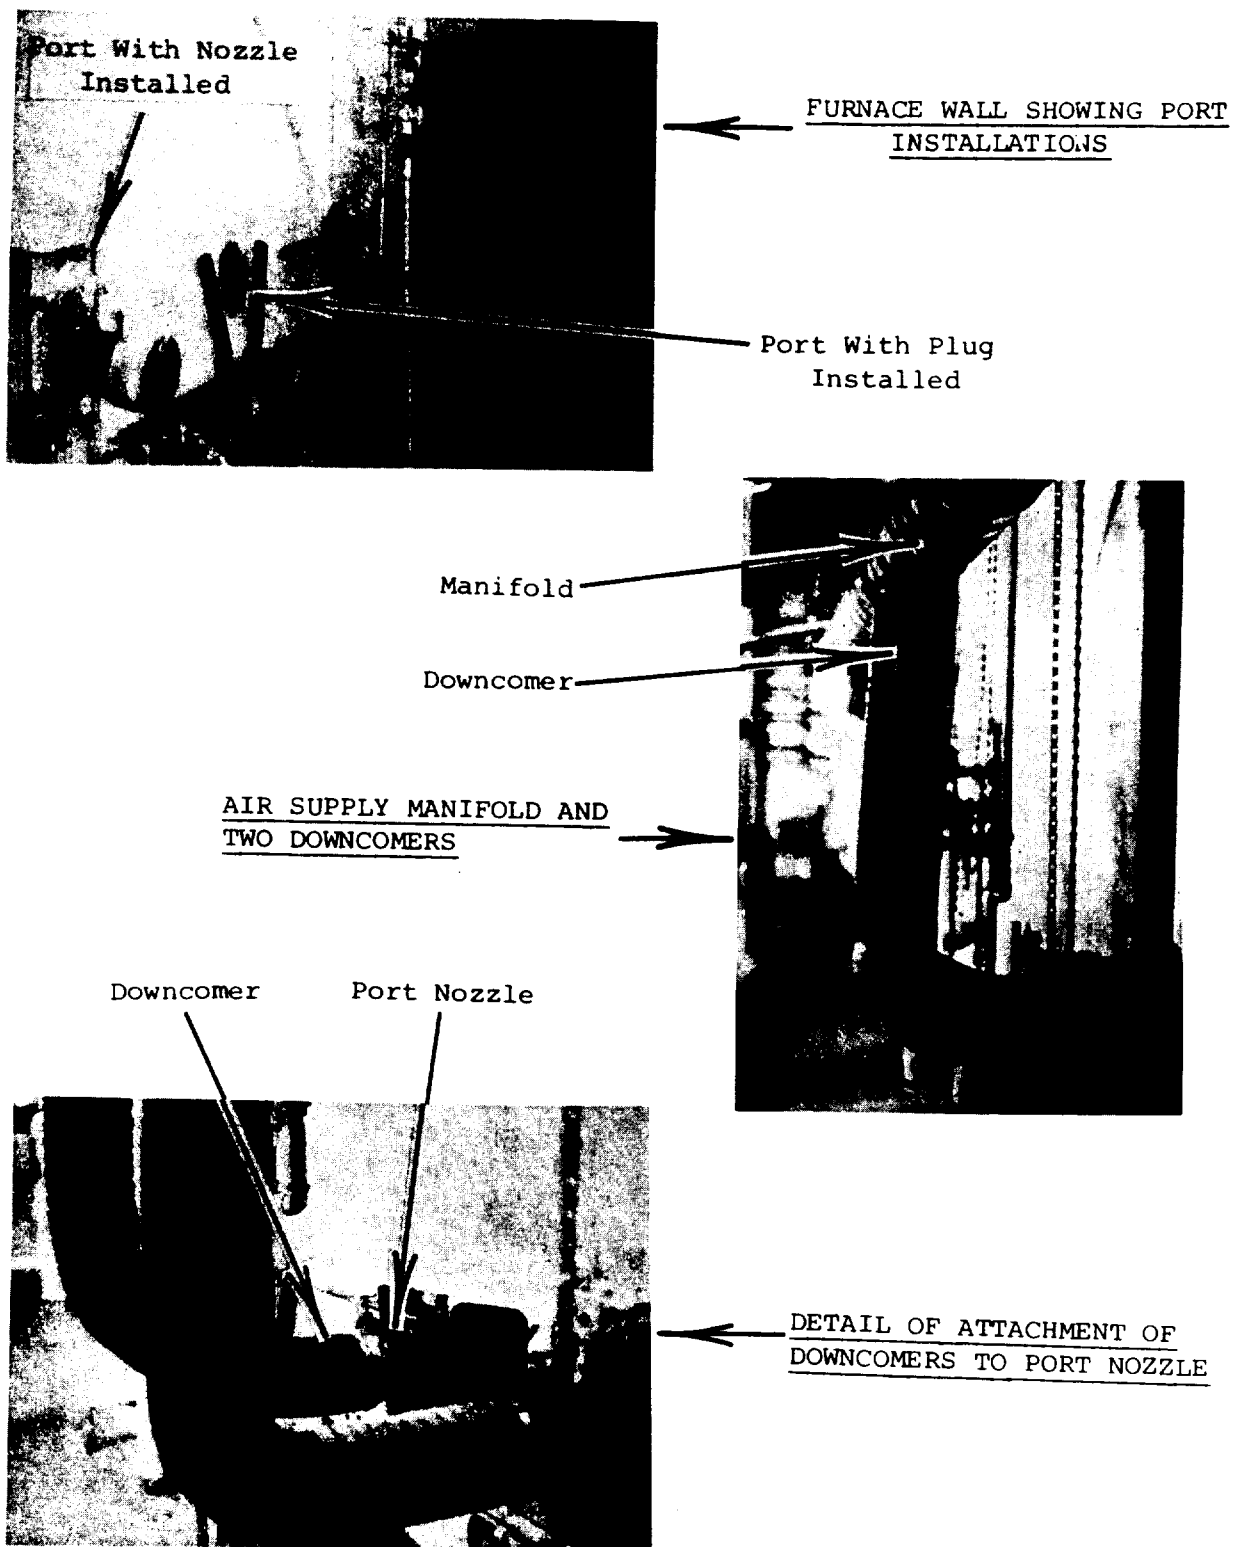 Port With Nozzle
Installed
FURNACE WALL SHOWING PORT
INSTALLATIONS
Port With Plug
Installed
Manifold
Downcomer
AIR SUPPLY MANIFOLD AND
TWO DOWNCOMERS
Downcomer
Port Nozzle
DETAIL OF ATTACHMENT OF
DOWNCOMERS TO PORT NOZZLE